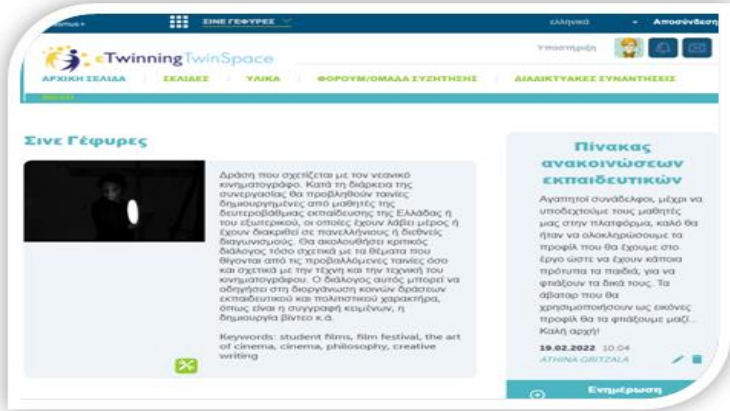 ΣΙΝΕ ΓΕΦΥΡΕΣ
ελληνικά
Αποσύνδεση
Υποστήριξη
eTwinningTwinSpace
ΑΡΧΙΚΗ ΣΕΛΙΔΑ ΣΕΛΙΔΕΣ ΥΛΙΚΑ ΦΟΡΟΥΜ/ΟΜΑΔΑ ΣΥΖΗΤΗΣΗΣ ΔΙΑΔΙΚΤΥΑΚΕΣ ΣΥΝΑΝΤΗΣΕΙΣ
Σινε Γέφυρες
Δράση που σχετίζεται με τον νεανικό
κινηματογράφο. Κατά τη διάρκεια της
συνεργασίας θα προβληθούν ταινίες
δημιουργημένες από μαθητές της
δευτεροβάθμιας εκπαίδευσης της Ελλάδας ή
του εξωτερικού, οι οποίες έχουν λάβει μέρος ή
έχουν διακριθεί σε πανελλήνιους ή διεθνείς
διαγωνισμούς. Θα ακολουθήσει κριτικός
διάλογος τόσο σχετικά με τα θέματα που
θίγονται από τις προβαλλόμενες ταινίες όσο
και σχετικά με την τέχνη και την τεχνική του
κινηματογράφου. Ο διάλογος αυτός μπορεί να
οδηγήσει στη διοργάνωση κοινών δράσεων
εκπαιδευτικού και πολιτιστικού χαρακτήρα,
όπως είναι η συγγραφή κειμένων, η
δημιουργία βίντεο κ.ά.
Keywords: student films, film festival, the art
of cinema, cinema, philosophy, creative
writing
Πίνακας
ανακοινώσεων
εκπαιδευτικών
Αγαπητοί συνάδελφοι, μέχρι να
υποδεχτούμε τους μαθητές
μας στην πλατφόρμα, καλό θα
ήταν να ολοκληρώσουμε τα
προφίλ που θα έχουμε στο
έργο ώστε να έχουν κάποια
πρότυπα τα παιδιά, για να
φτιάξουν τα δικά τους. Τα
άβαταρ που θα
χρησιμοποιήσουν ως εικόνες
προφίλ θα τα φτιάξουμε μαζί...
Καλή αρχή!
19.02.2022 10:04
ATHINA GRITZALA
Ενημέρωση